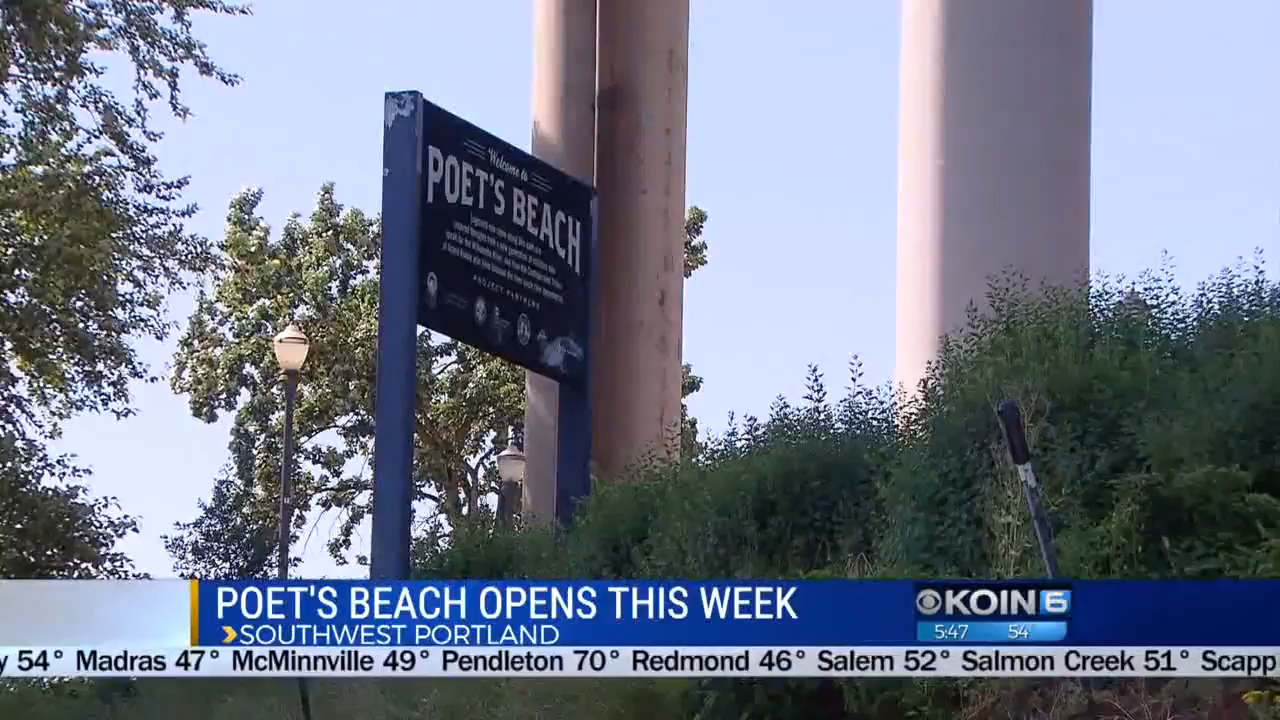 Welcome to
POET'S BEACH
PROJECT PARTNERS
POET'S BEACH OPENS THIS WEEK
SOUTHWEST PORTLAND
KOIN 6
5:47 54°
y 54° Madras 47° McMinnville 49° Pendleton 70° Redmond 46° Salem 52° Salmon Creek 51° Scapp